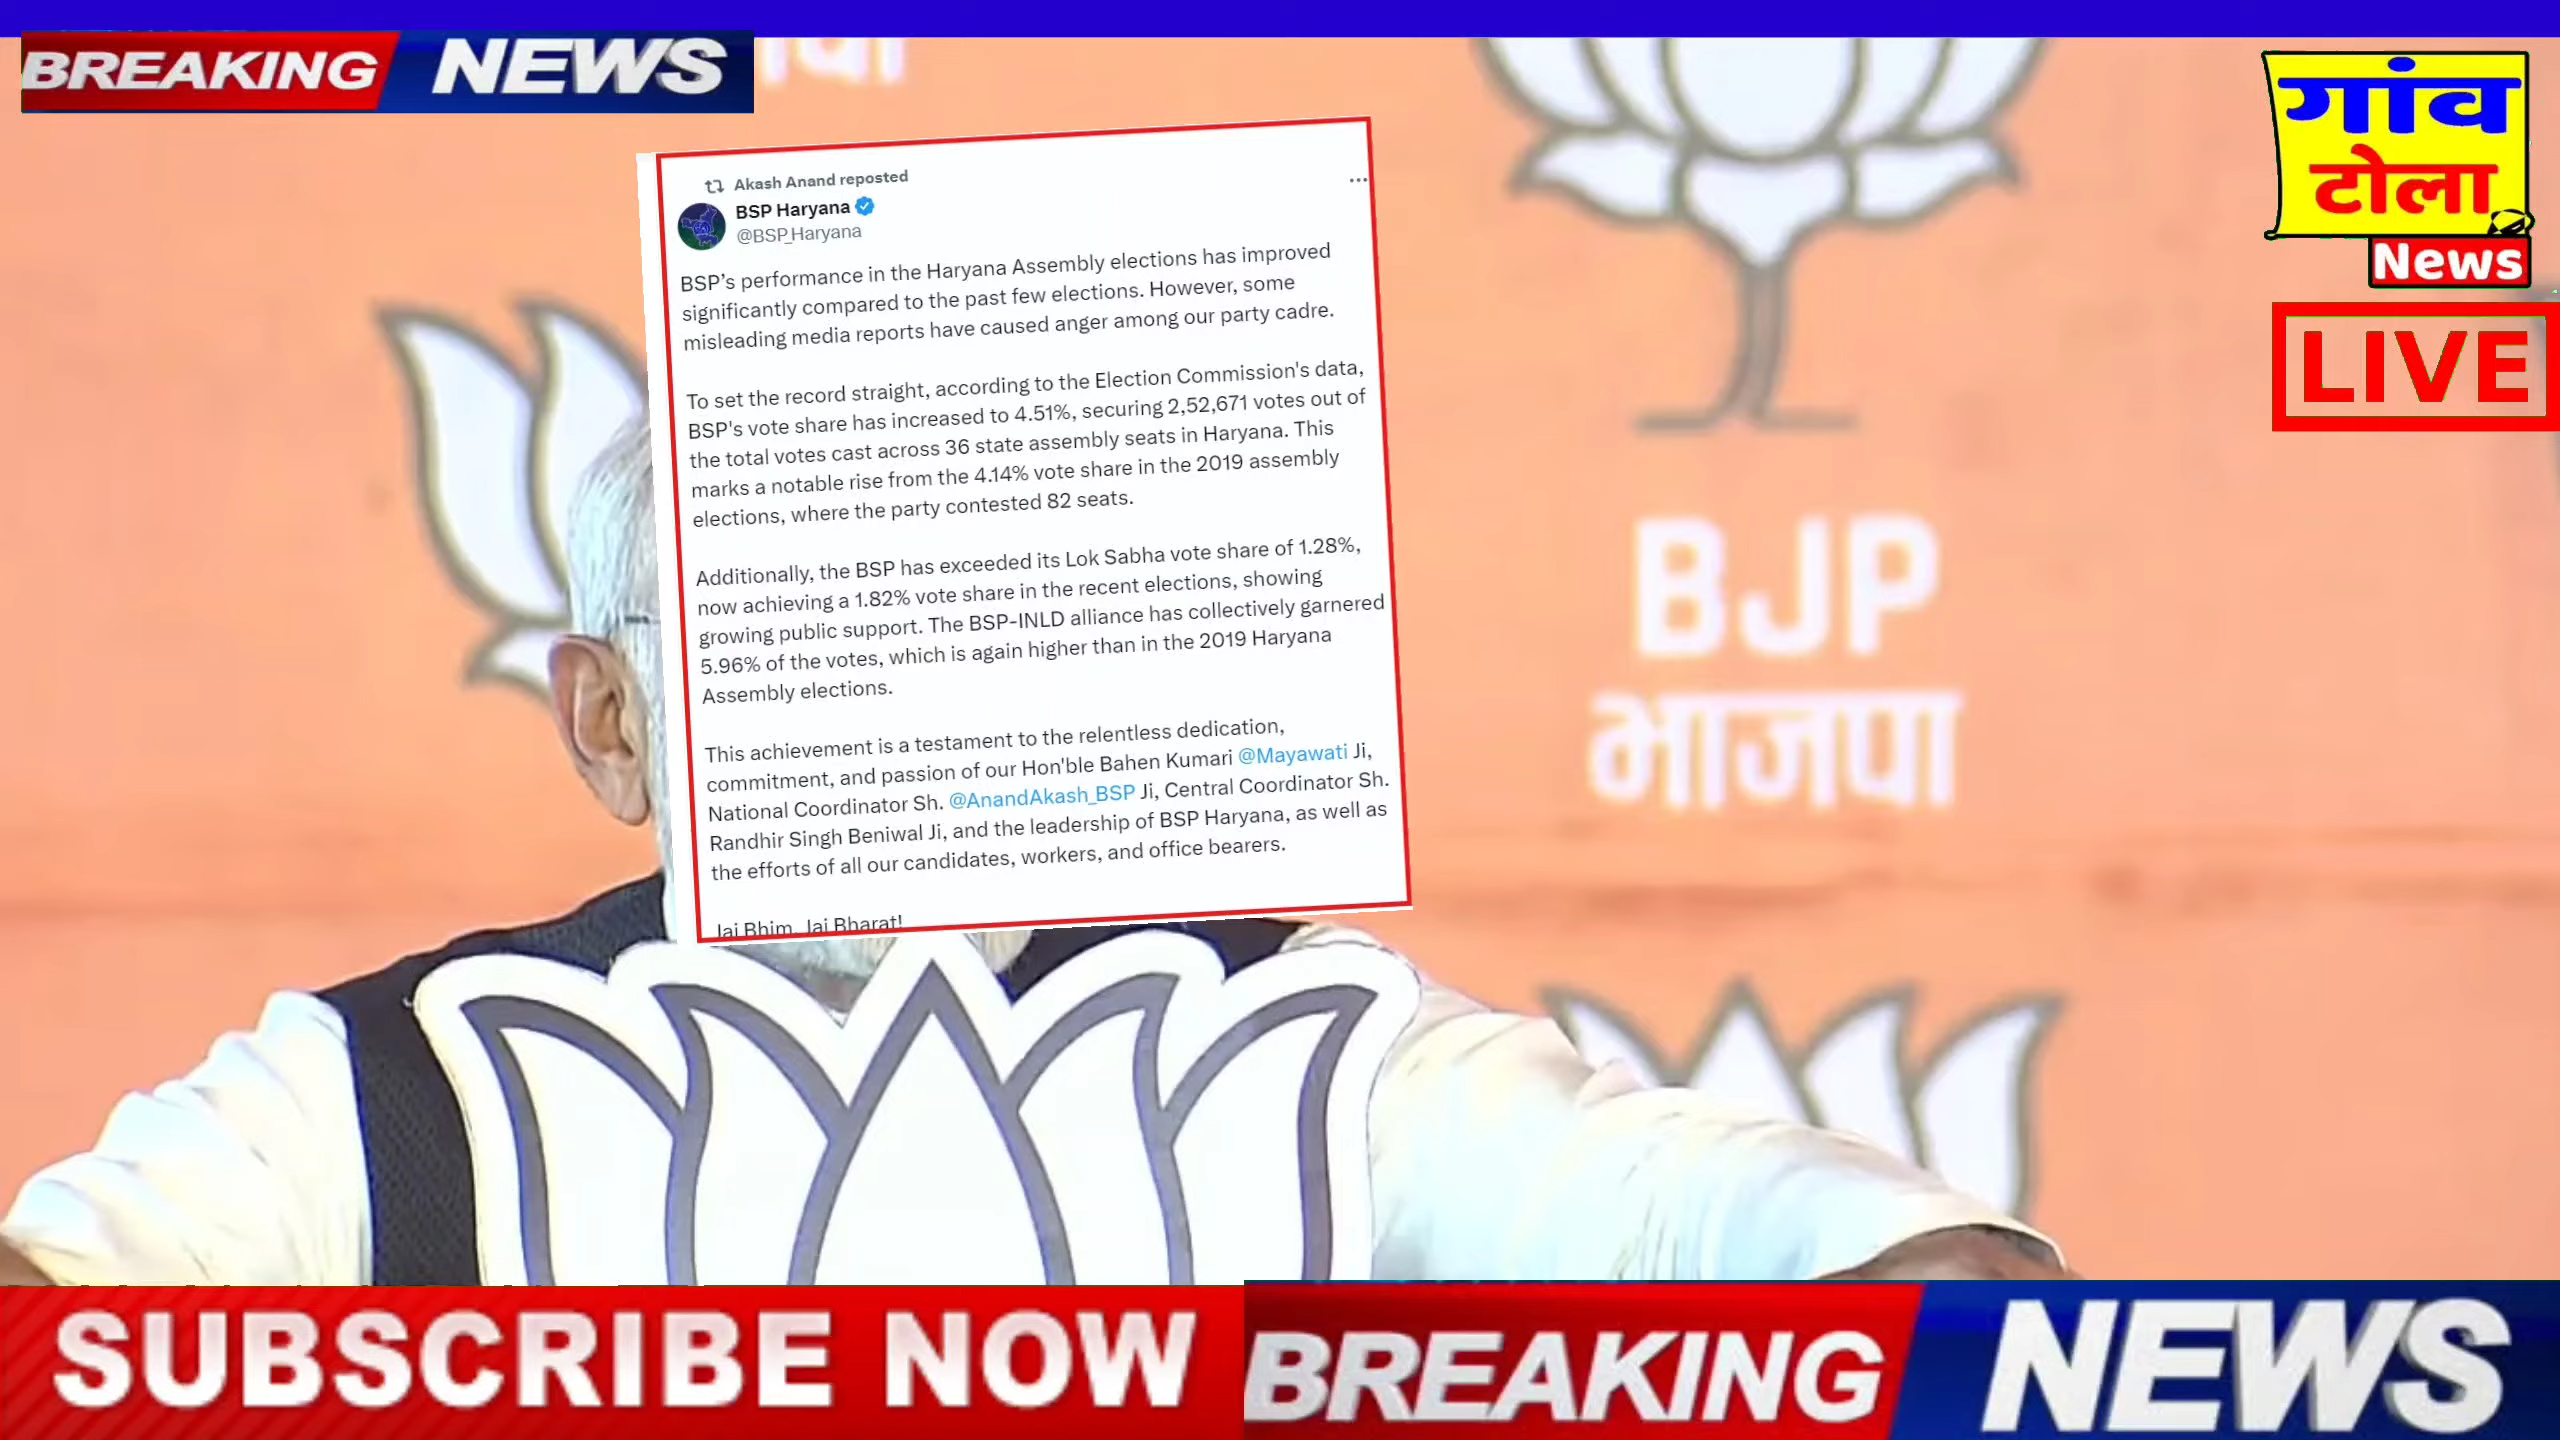 BREAKING NEWS
गांव
टोला
News
LIVE
Akash Anand reposted
BSP Haryana
@BSP_Haryana
BSP’s performance in the Haryana Assembly elections has improved
significantly compared to the past few elections. However, some
misleading media reports have caused anger among our party cadre.
To set the record straight, according to the Election Commission's data,
BSP's vote share has increased to 4.51%, securing 2,52,671 votes out of
the total votes cast across 36 state assembly seats in Haryana. This
marks a notable rise from the 4.14% vote share in the 2019 assembly
elections, where the party contested 82 seats.
Additionally, the BSP has exceeded its Lok Sabha vote share of 1.28%,
now achieving a 1.82% vote share in the recent elections, showing
growing public support. The BSP-INLD alliance has collectively garnered
5.96% of the votes, which is again higher than in the 2019 Haryana
Assembly elections.
This achievement is a testament to the relentless dedication,
commitment, and passion of our Hon'ble Bahen Kumari @Mayawati Ji,
National Coordinator Sh. @AnandAkash_BSP Ji, Central Coordinator Sh.
Randhir Singh Beniwal Ji, and the leadership of BSP Haryana, as well as
the efforts of all our candidates, workers, and office bearers.
Jai Bhim, Jai Bharat!
BJP
भाजपा
SUBSCRIBE NOW
BREAKING NEWS